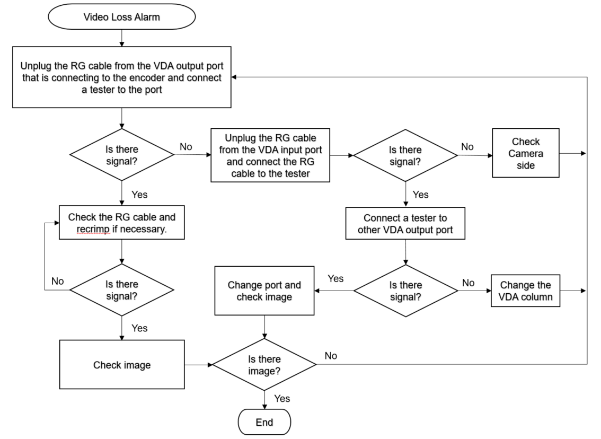 Video Loss Alarm
Unplug the RG cable from the VDA output port
that is connecting to the encoder and connect
a tester to the port
Is there
signal?
No
Unplug the RG cable
from the VDA input port
and connect the RG
cable to the tester
Is there
signal?
No
Check
Camera
side
Yes
Yes
Check the RG cable and
recrimp if necessary.
Connect a tester to
other VDA output port
Is there
signal?
No
Yes
Change port and
check image
Yes
Is there
signal?
No
Change the
VDA column
Check image
Is there
image?
No
Yes
End